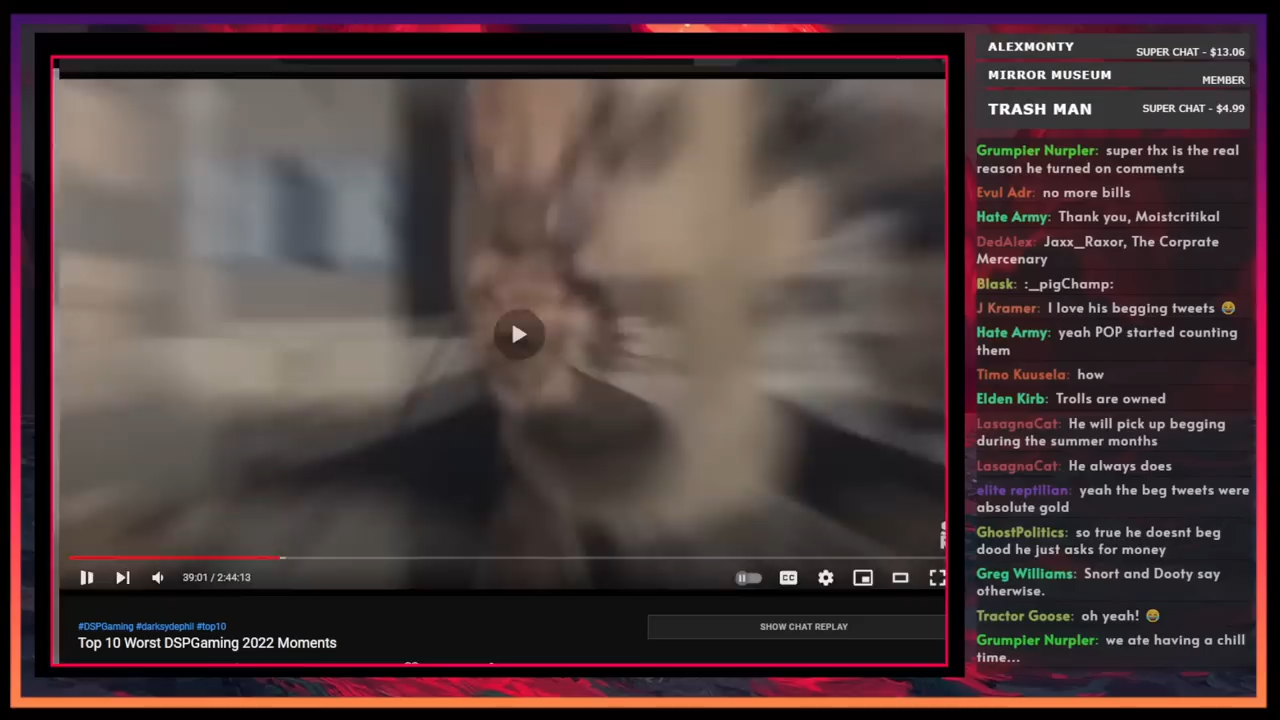 ALEXMONTY
SUPER CHAT - $13.06
MIRROR MUSEUM
MEMBER
TRASH MAN
SUPER CHAT - $4.99
Grumpier Nurpler: super thx is the real
reason he turned on comments
Evul Adr: no more bills
Hate Army: Thank you, Moistcritikal
DedAlex: Jaxx_Raxor, The Corprate
Mercenary
Blask: :_pigChamp:
J Kramer: I love his begging tweets 😂
Hate Army: yeah POP started counting
them
Timo Kuusela: how
Elden Kirb: Trolls are owned
LasagnaCat: He will pick up begging
during the summer months
LasagnaCat: He always does
elite reptilian: yeah the beg tweets were
absolute gold
GhostPolitics: so true he doesnt beg
dood he just asks for money
Greg Williams: Snort and Dooty say
otherwise.
Tractor Goose: oh yeah! 😂
Grumpier Nurpler: we ate having a chill
time...
39:01 / 2:44:13
CC
#DSPGaming #darksydephil #top10
Top 10 Worst DSPGaming 2022 Moments
SHOW CHAT REPLAY